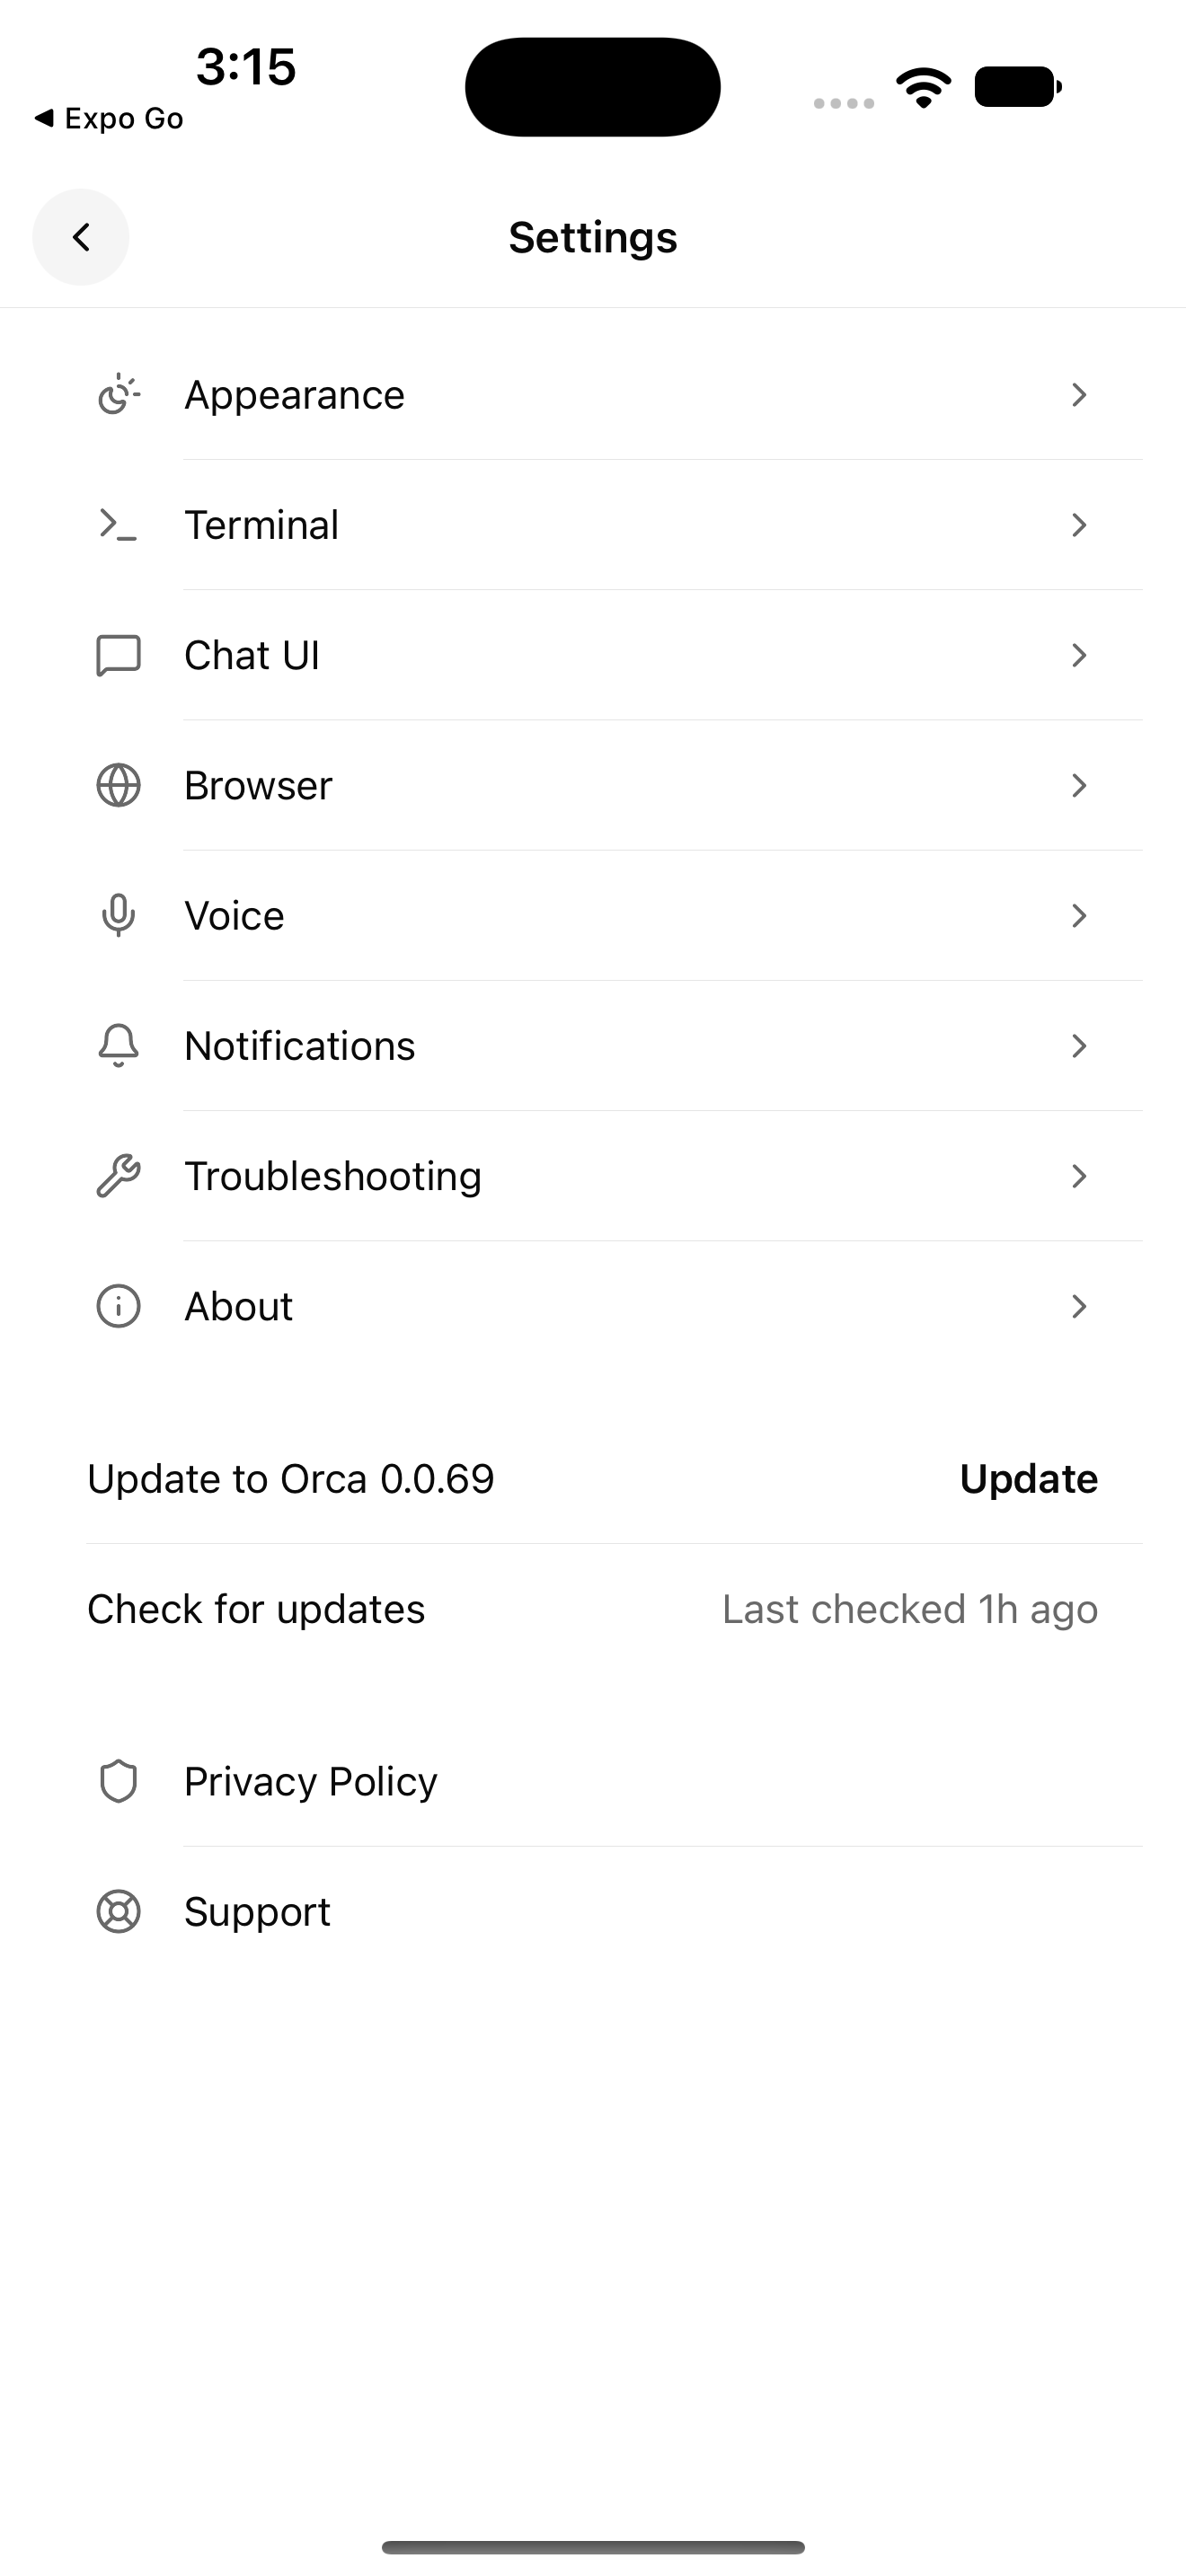 3:15
Expo Go
Settings
Appearance
Terminal
Chat UI
Browser
Voice
Notifications
Troubleshooting
About
Update to Orca 0.0.69 Update
Check for updates Last checked 1h ago
Privacy Policy
Support